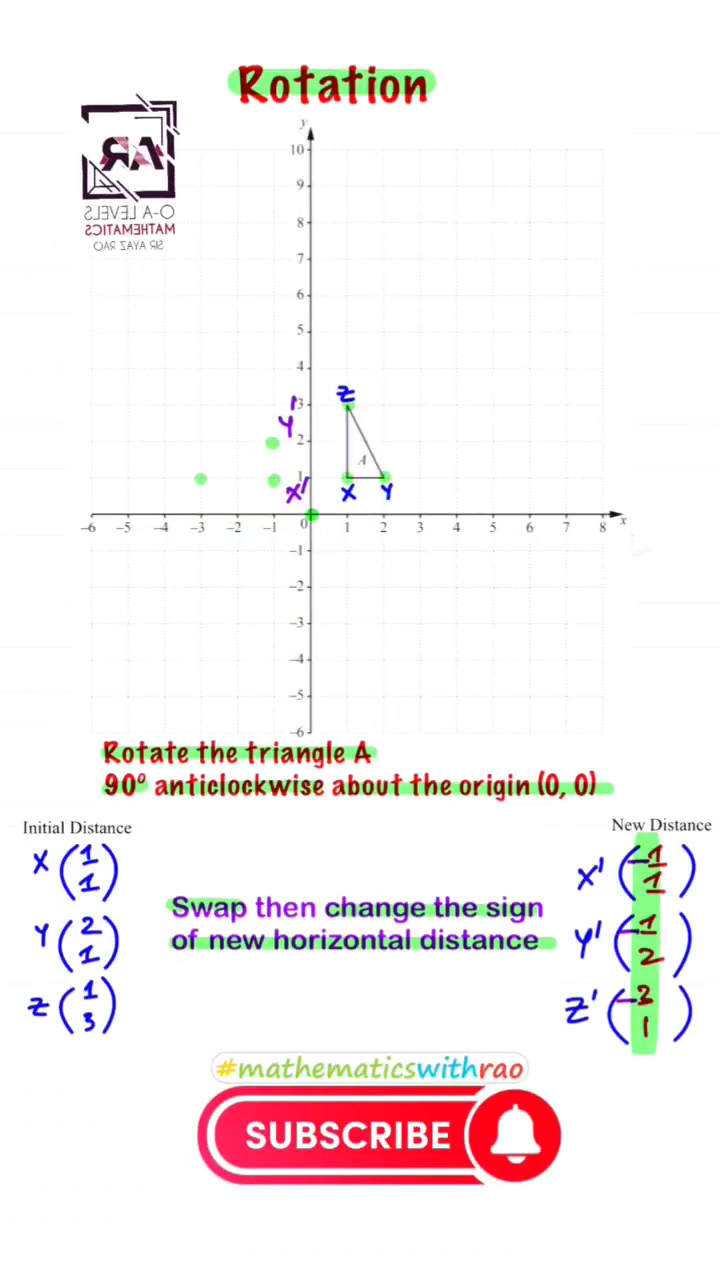 Rotation
AR
O-A LEVELS
MATHEMATICS
SIR AYAZ RAO
y
10
9
8
7
6
5
4
3
2
1
0
-1
-2
-3
-4
-5
-6
-6 -5 -4 -3 -2 -1 1 2 3 4 5 6 7 8 x
Z
Y'
A
X'
X Y
Rotate the triangle A
90° anticlockwise about the origin (0, 0)
Initial Distance
New Distance
X (1
1)
Y (2
1)
Z (1
3)
Swap then change the sign
of new horizontal distance
X' (-1
1)
Y' (-1
2)
Z' (-3
1)
#mathematicswithrao
SUBSCRIBE